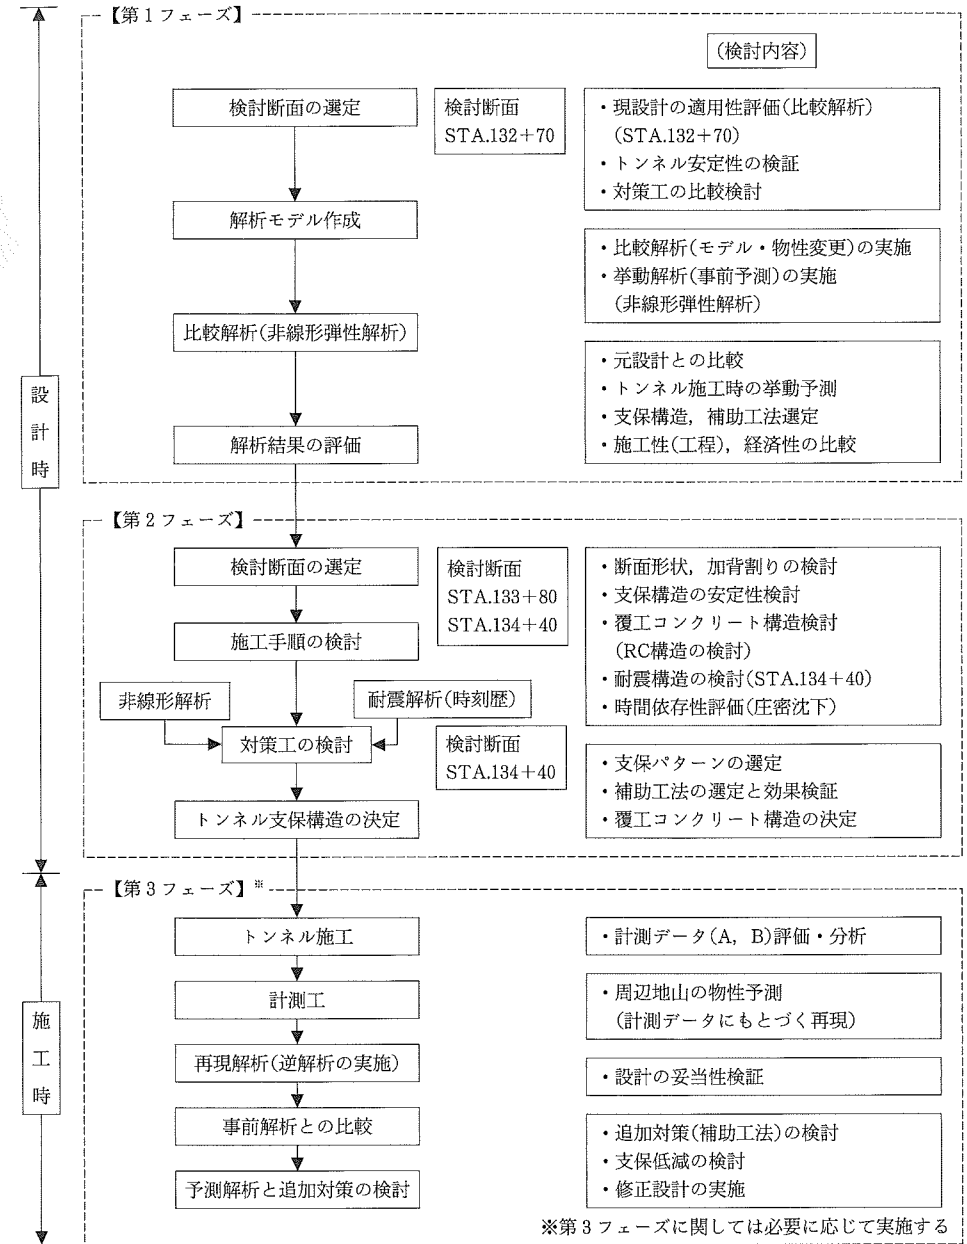 【第1フェーズ】
(検討内容)
検討断面の選定
検討断面
STA.132+70
・現設計の適用性評価(比較解析)
(STA.132+70)
・トンネル安定性の検証
・対策工の比較検討
解析モデル作成
・比較解析(モデル・物性変更)の実施
・挙動解析(事前予測)の実施
(非線形弾性解析)
比較解析(非線形弾性解析)
・元設計との比較
・トンネル施工時の挙動予測
・支保構造，補助工法選定
・施工性(工程)，経済性の比較
解析結果の評価
設計時
【第2フェーズ】
検討断面の選定
検討断面
STA.133+80
STA.134+40
・断面形状，加背割りの検討
・支保構造の安定性検討
・覆工コンクリート構造検討
(RC構造の検討)
・耐震構造の検討(STA.134+40)
・時間依存性評価(庄密沈下)
施工手順の検討
非線形解析
耐震解析(時刻歴)
対策工の検討
検討断面
STA.134+40
・支保パターンの選定
・補助工法の選定と効果検証
・覆工コンクリート構造の決定
トンネル支保構造の決定
【第3フェーズ】※
トンネル施工
・計測データ(A，B)評価・分析
計測工
・周辺地山の物性予測
(計測データにもとづく再現)
施工時
再現解析(逆解析の実施)
・設計の妥当性検証
事前解析との比較
・追加対策(補助工法)の検討
・支保低減の検討
・修正設計の実施
予測解析と追加対策の検討
※第3フェーズに関しては必要に応じて実施する